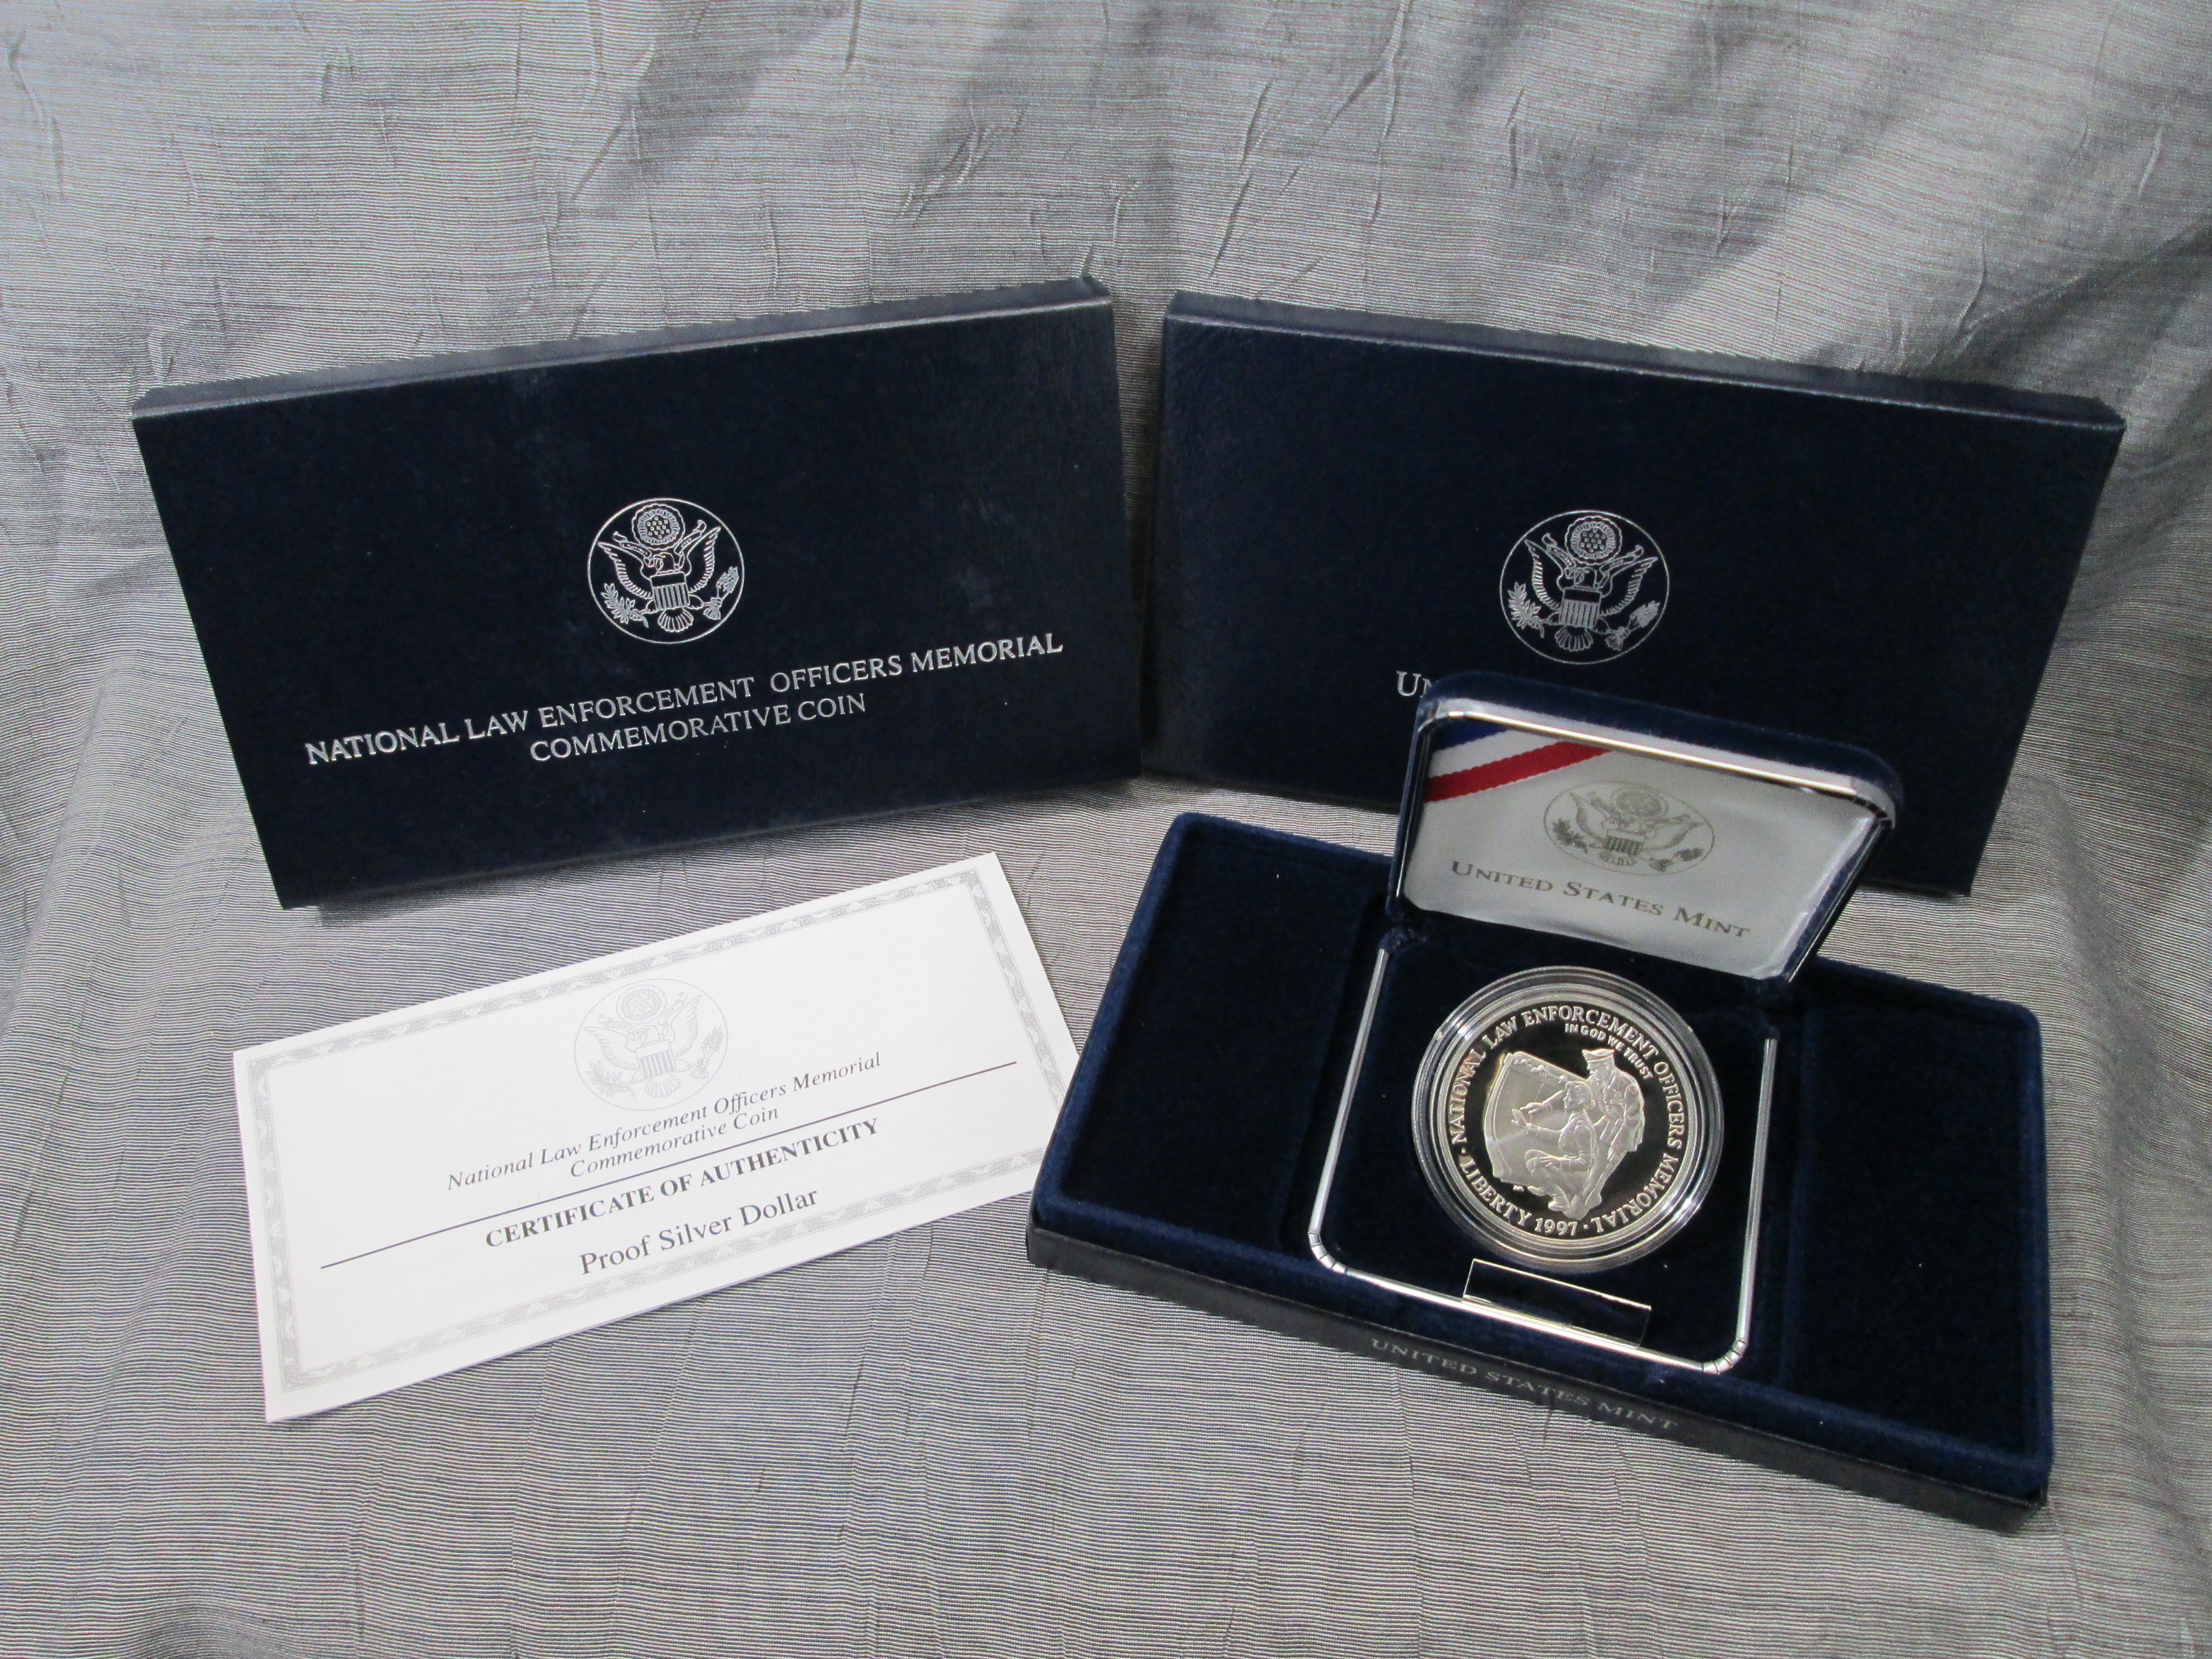 NATIONAL LAW ENFORCEMENT OFFICERS MEMORIAL
COMMEMORATIVE COIN
UNITED STATES MINT
National Law Enforcement Officers Memorial
Commemorative Coin
CERTIFICATE OF AUTHENTICITY
Proof Silver Dollar
NATIONAL LAW ENFORCEMENT OFFICERS MEMORIAL
IN GOD WE TRUST
LIBERTY 1997
UNITED STATES MINT